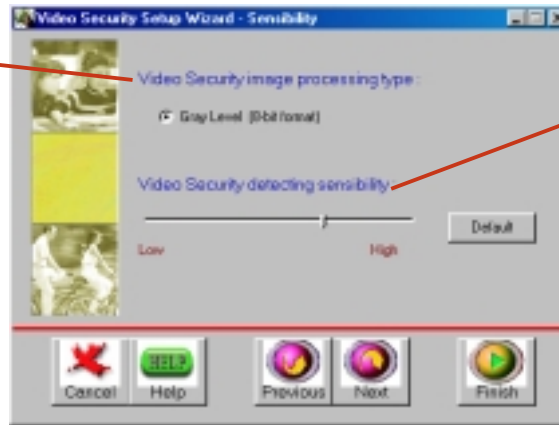 Video Security Setup Wizard - Sensibility
Video Security image processing type :
Gray Level (8-bit format)
Video Security detecting sensibility :
Default
Low High
HELP
Cancel Help Previous Next Finish